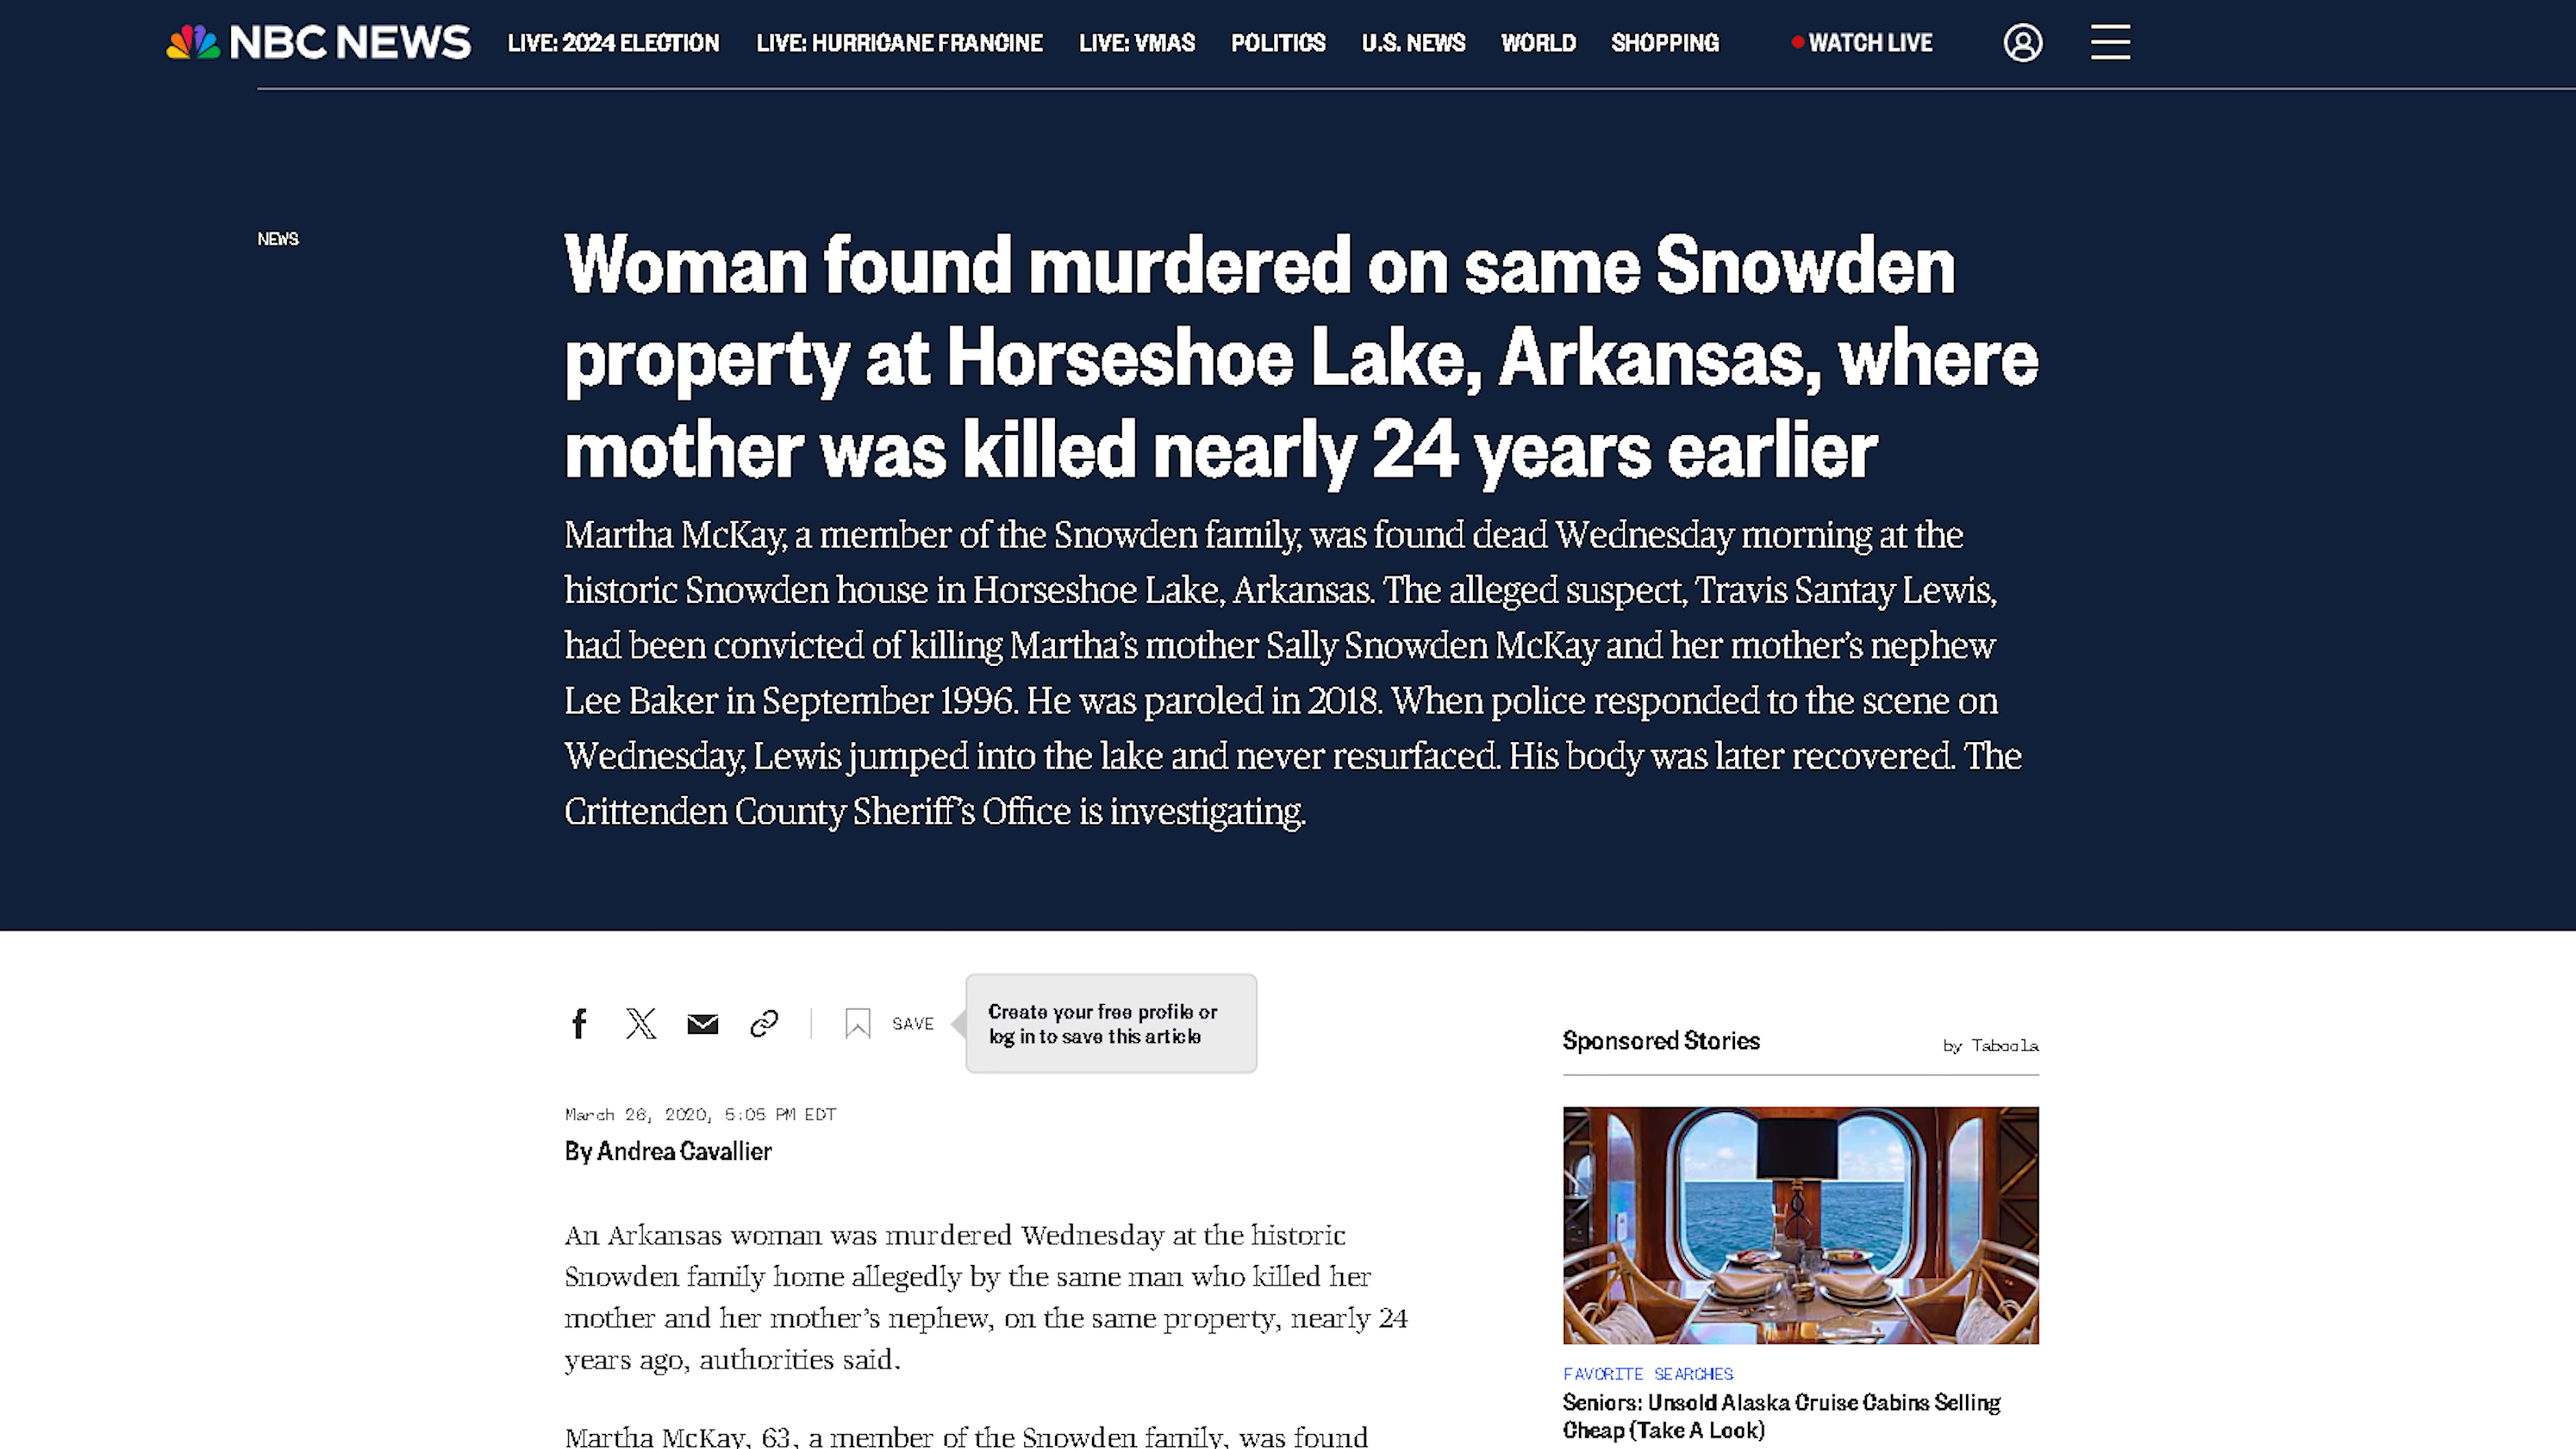 NBC NEWS
LIVE: 2024 ELECTION LIVE: HURRICANE FRANCINE LIVE: VMAS POLITICS U.S. NEWS WORLD SHOPPING WATCH LIVE
NEWS
Woman found murdered on same Snowden
property at Horseshoe Lake, Arkansas, where
mother was killed nearly 24 years earlier
Martha McKay, a member of the Snowden family, was found dead Wednesday morning at the
historic Snowden house in Horseshoe Lake, Arkansas. The alleged suspect, Travis Santay Lewis,
had been convicted of killing Martha’s mother Sally Snowden McKay and her mother’s nephew
Lee Baker in September 1996. He was paroled in 2018. When police responded to the scene on
Wednesday, Lewis jumped into the lake and never resurfaced. His body was later recovered. The
Crittenden County Sheriff’s Office is investigating.
SAVE
Create your free profile or
log in to save this article
March 26, 2020, 5:05 PM EDT
By Andrea Cavallier
An Arkansas woman was murdered Wednesday at the historic
Snowden family home allegedly by the same man who killed her
mother and her mother’s nephew, on the same property, nearly 24
years ago, authorities said.
Martha McKay, 63, a member of the Snowden family, was found
Sponsored Stories
by Taboola
FAVORITE SEARCHES
Seniors: Unsold Alaska Cruise Cabins Selling
Cheap (Take A Look)